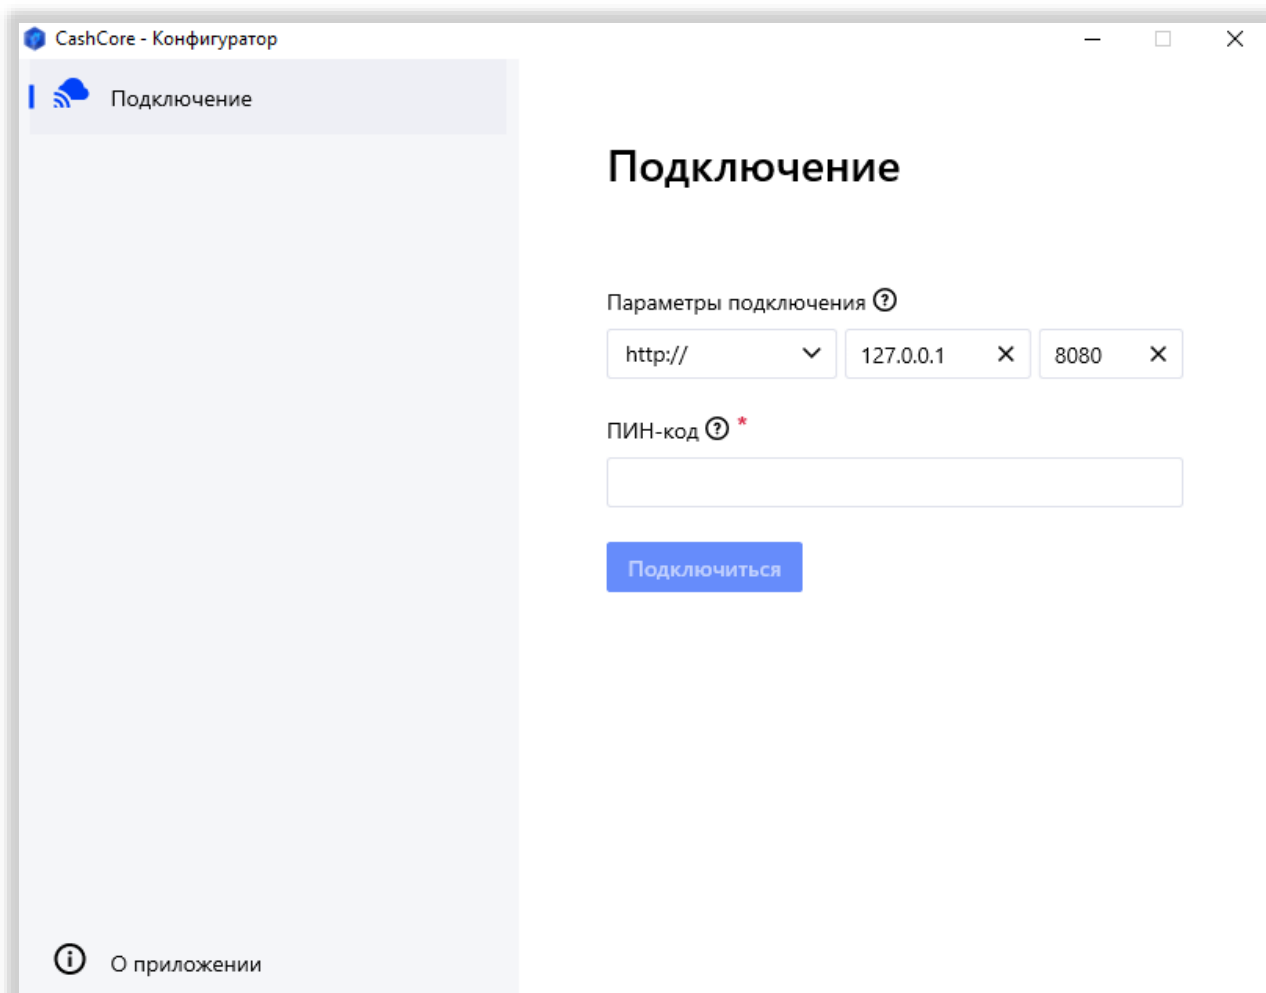 CashCore - Конфигуратор
Подключение
Подключение
Параметры подключения
http:// 127.0.0.1 8080
ПИН-код *
Подключиться
О приложении